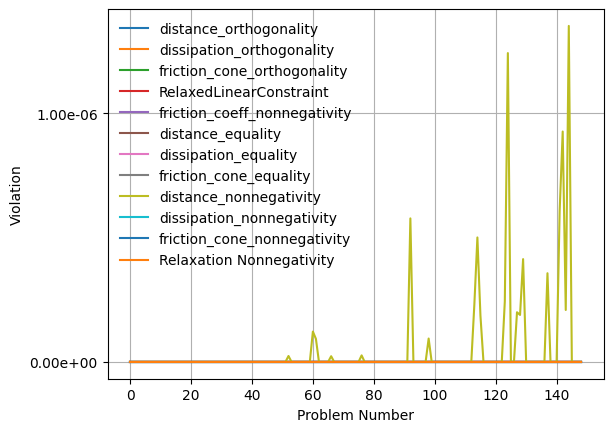 distance_orthogonality
dissipation_orthogonality
friction_cone_orthogonality
RelaxedLinearConstraint
friction_coeff_nonnegativity
distance_equality
dissipation_equality
friction_cone_equality
distance_nonnegativity
dissipation_nonnegativity
friction_cone_nonnegativity
Relaxation Nonnegativity
1.00e-06
0.00e+00
Violation
0 20 40 60 80 100 120 140
Problem Number